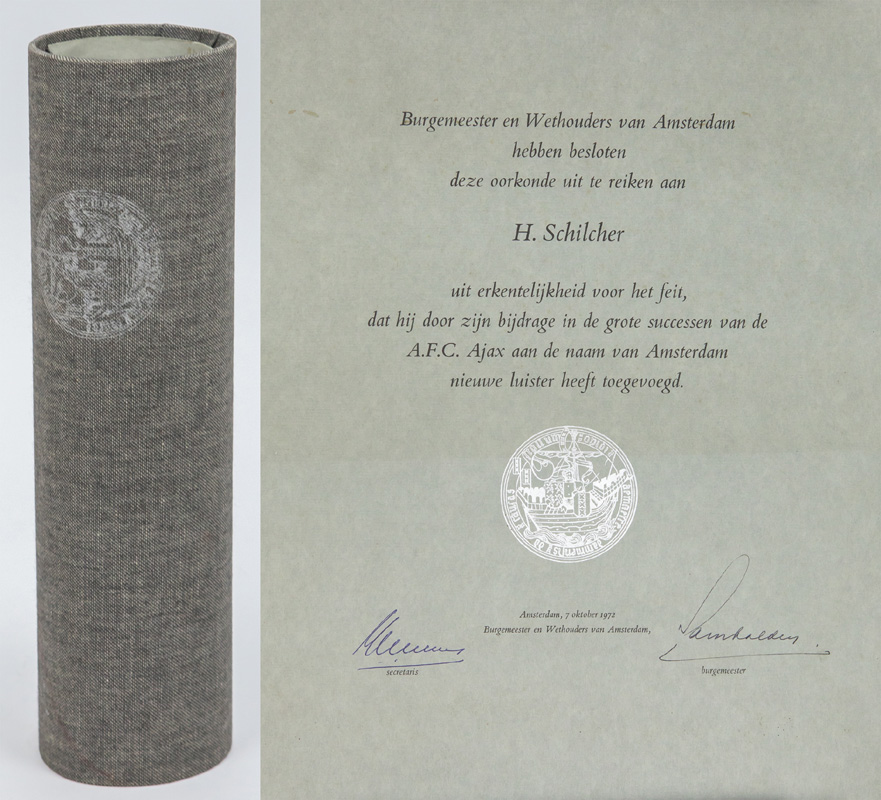 Burgemeester en Wethouders van Amsterdam
hebben besloten
deze oorkonde uit te reiken aan
H. Schilcher
uit erkentelijkheid voor het feit,
dat hij door zijn bijdrage in de grote successen van de
A.F.C. Ajax aan de naam van Amsterdam
nieuwe luister heeft toegevoegd.
Amsterdam, 7 oktober 1972
Burgemeester en Wethouders van Amsterdam,
Samkalden
secretaris
burgemeester